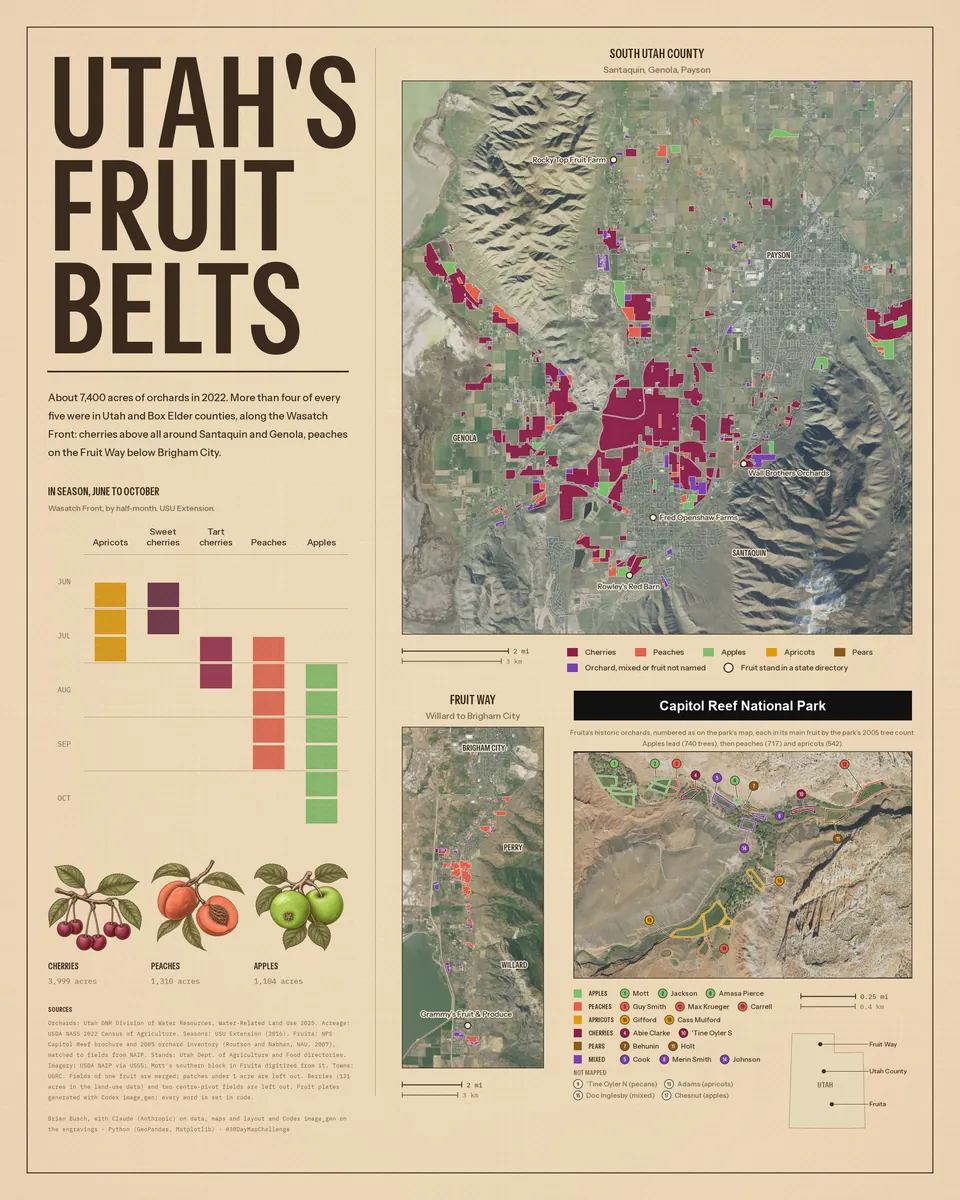 UTAH'S
FRUIT
BELTS
About 7,400 acres of orchards in 2022. More than four of every
five were in Utah and Box Elder counties, along the Wasatch
Front: cherries above all around Santaquin and Genola, peaches
on the Fruit Way below Brigham City.
IN SEASON, JUNE TO OCTOBER
Wasatch Front, by half-month. USU Extension.
Apricots
Sweet
cherries
Tart
cherries
Peaches
Apples
JUN
JUL
AUG
SEP
OCT
CHERRIES
3,999 acres
PEACHES
1,310 acres
APPLES
1,104 acres
SOURCES
Orchards: Utah DNR Division of Water Resources, Water-Related Land Use 2025. Acreage:
USDA NASS 2022 Census of Agriculture. Seasons: USU Extension (2016). Fruita: NPS
Capitol Reef brochure and 2005 orchard inventory (Routson and Nabhan, NAU, 2007),
matched to fields from NAIP. Stands: Utah Dept. of Agriculture and Food directories.
Imagery: USDA NAIP via USGS; Mott's southern block in Fruita digitized from it. Towns:
UGRC. Fields of one fruit are merged; patches under 1 acre are left out. Berries (131
acres in the land-use data) and two centre-pivot fields are left out. Fruit plates
generated with Codex image_gen; every word is set in code.
Brian Busch, with Claude (Anthropic) on data, maps and layout and Codex image_gen on
the engravings · Python (GeoPandas, Matplotlib) · #30DayMapChallenge
SOUTH UTAH COUNTY
Santaquin, Genola, Payson
Rocky Top Fruit Farm
PAYSON
GENOLA
Wall Brothers Orchards
Fred Openshaw Farms
SANTAQUIN
Rowley's Red Barn
2 mi
3 km
Cherries
Peaches
Apples
Apricots
Pears
Orchard, mixed or fruit not named
Fruit stand in a state directory
FRUIT WAY
Willard to Brigham City
BRIGHAM CITY
PERRY
WILLARD
Grammy's Fruit & Produce
2 mi
3 km
Capitol Reef National Park
Fruita's historic orchards, numbered as on the park's map, each in its main fruit by the park's 2005 tree count
Apples lead (740 trees), then peaches (717) and apricots (542).
APPLES 1 Mott 2 Jackson 6 Amasa Pierce
PEACHES 3 Guy Smith Max Krueger Carrell
APRICOTS Gifford Cass Mulford
CHERRIES 4 Abie Clarke 10 'Tine Oyler S
PEARS 7 Behunin Holt
MIXED 5 Cook 8 Merin Smith 14 Johnson
NOT MAPPED
9 'Tine Oyler N (pecans) Adams (apricots)
Doc Inglesby (mixed) Chesnut (apples)
0.25 mi
0.4 km
Fruit Way
Utah County
UTAH
Fruita